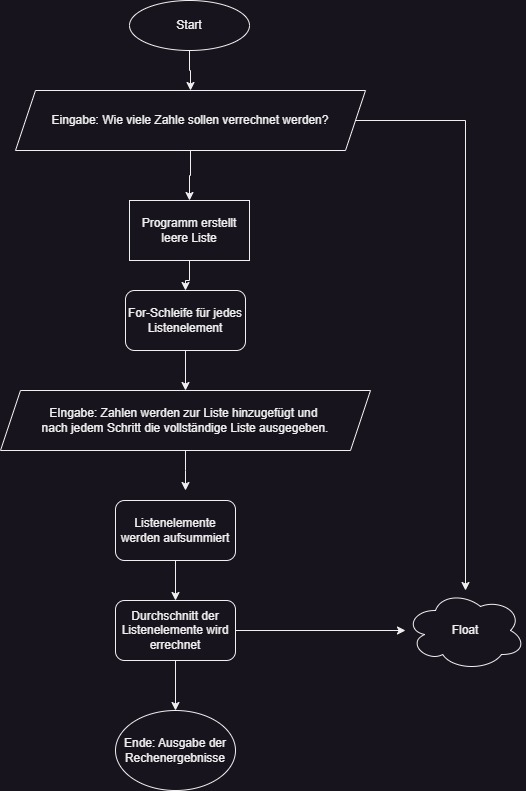 Start
Eingabe: Wie viele Zahle sollen verrechnet werden?
Programm erstellt
leere Liste
For-Schleife für jedes
Listenelement
EIngabe: Zahlen werden zur Liste hinzugefügt und
nach jedem Schritt die vollständige Liste ausgegeben.
Listenelemente
werden aufsummiert
Durchschnitt der
Listenelemente wird
errechnet
Float
Ende: Ausgabe der
Rechenergebnisse